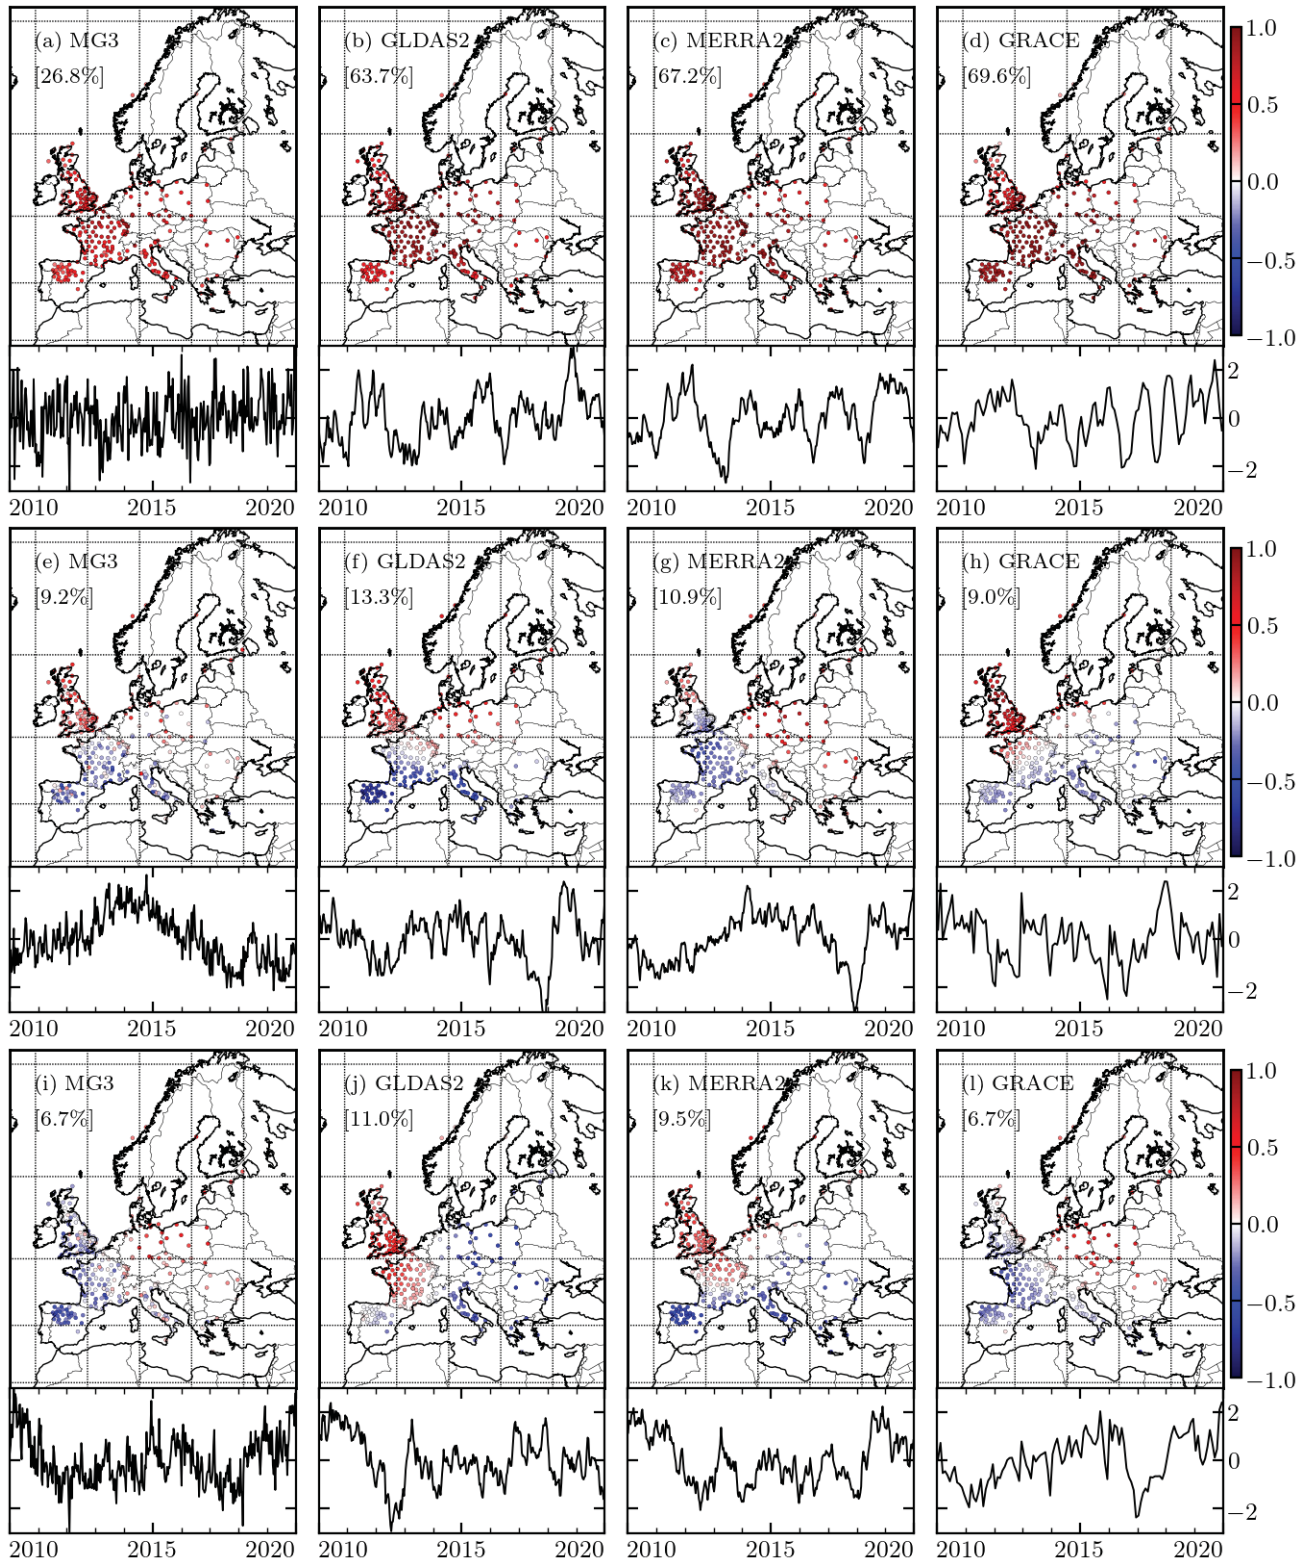 (a) MG3 (b) GLDAS2 (c) MERRA2 (d) GRACE 1.0
[26.8%] [63.7%] [67.2%] [69.6%]
0.5
0.0
−0.5
−1.0
2
0
−2
2010 2015 2020 2010 2015 2020 2010 2015 2020 2010 2015 2020
(e) MG3 (f) GLDAS2 (g) MERRA2 (h) GRACE 1.0
[9.2%] [13.3%] [10.9%] [9.0%]
0.5
0.0
−0.5
−1.0
2
0
−2
2010 2015 2020 2010 2015 2020 2010 2015 2020 2010 2015 2020
(i) MG3 (j) GLDAS2 (k) MERRA2 (l) GRACE 1.0
[6.7%] [11.0%] [9.5%] [6.7%]
0.5
0.0
−0.5
−1.0
2
0
−2
2010 2015 2020 2010 2015 2020 2010 2015 2020 2010 2015 2020